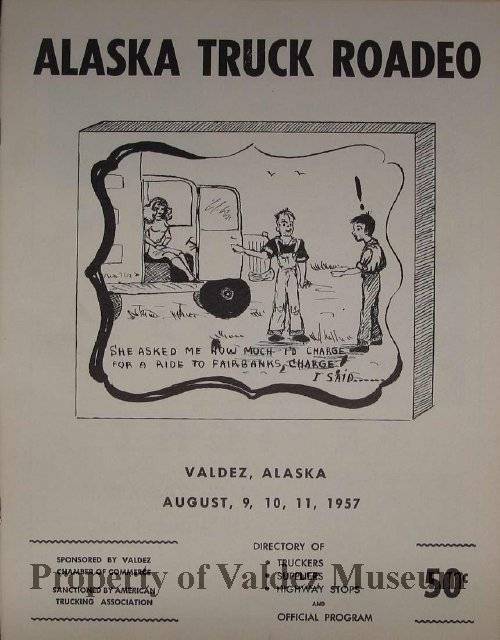 ALASKA TRUCK ROADEO
!
SHE ASKED ME HOW MUCH I'D CHARGE
FOR A RIDE TO FAIRBANKS, CHARGE?
I SAID......
VALDEZ, ALASKA
AUGUST, 9, 10, 11, 1957
SPONSORED BY VALDEZ
CHAMBER OF COMMERCE
SANCTIONED BY AMERICAN
TRUCKING ASSOCIATION
DIRECTORY OF
• TRUCKERS
• SUPPLIERS
• HIGHWAY STOPS
AND
OFFICIAL PROGRAM
50¢
Property of Valdez Museum